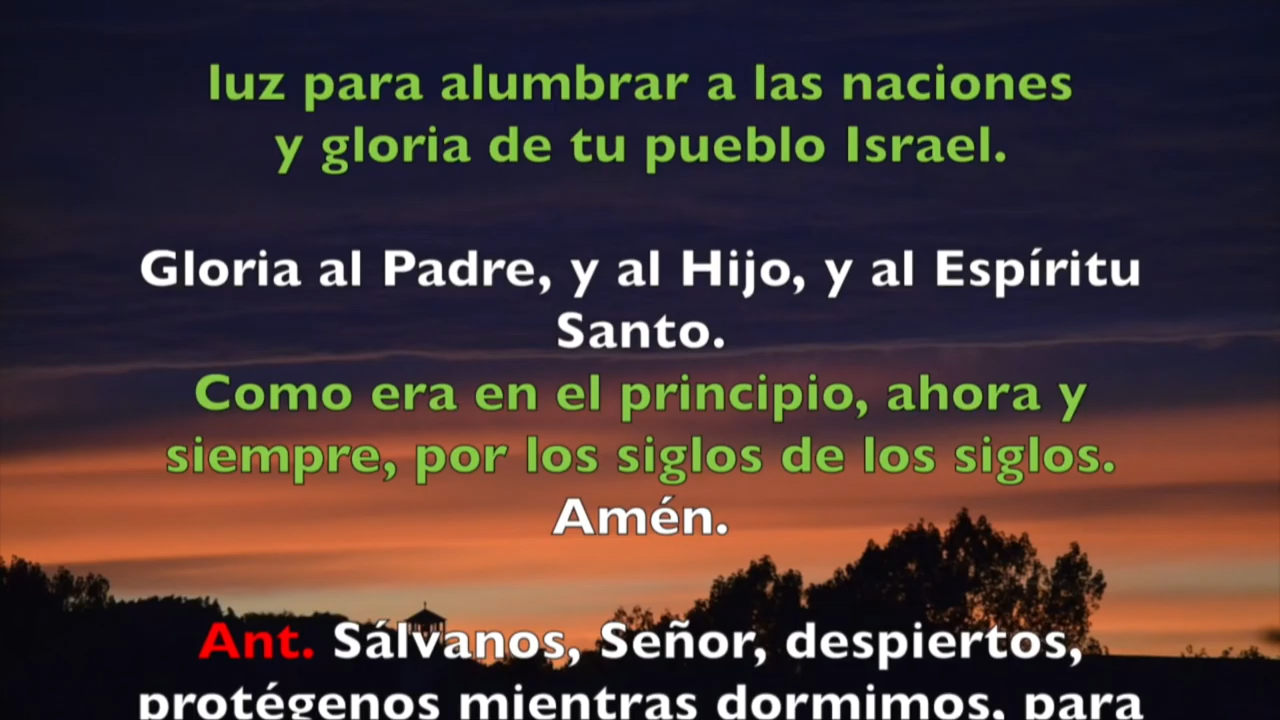 luz para alumbrar a las naciones
y gloria de tu pueblo Israel.
Gloria al Padre, y al Hijo, y al Espíritu
Santo.
Como era en el principio, ahora y
siempre, por los siglos de los siglos.
Amén.
Ant. Sálvanos, Señor, despiertos,
protégenos mientras dormimos, para